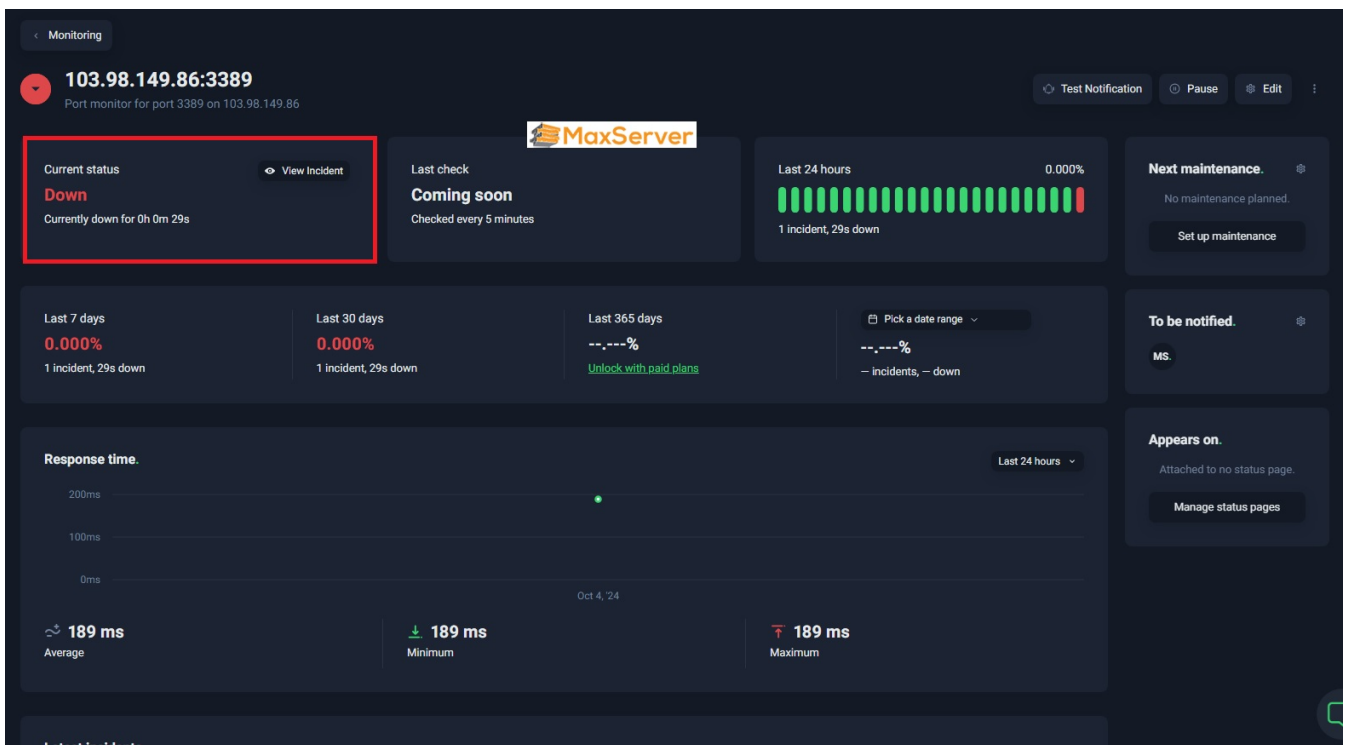 Monitoring
103.98.149.86:3389
Port monitor for port 3389 on 103.98.149.86
Test Notification
Pause
Edit
MaxServer
Current status
View Incident
Down
Currently down for 0h 0m 29s
Last check
Coming soon
Checked every 5 minutes
Last 24 hours
0.000%
1 incident, 29s down
Next maintenance.
No maintenance planned.
Set up maintenance
Last 7 days
0.000%
1 incident, 29s down
Last 30 days
0.000%
1 incident, 29s down
Last 365 days
--.---%
Unlock with paid plans
Pick a date range
--.---%
— incidents, — down
To be notified.
MS.
Appears on.
Attached to no status page.
Manage status pages
Response time.
Last 24 hours
200ms
100ms
0ms
Oct 4, '24
189 ms
Average
189 ms
Minimum
189 ms
Maximum